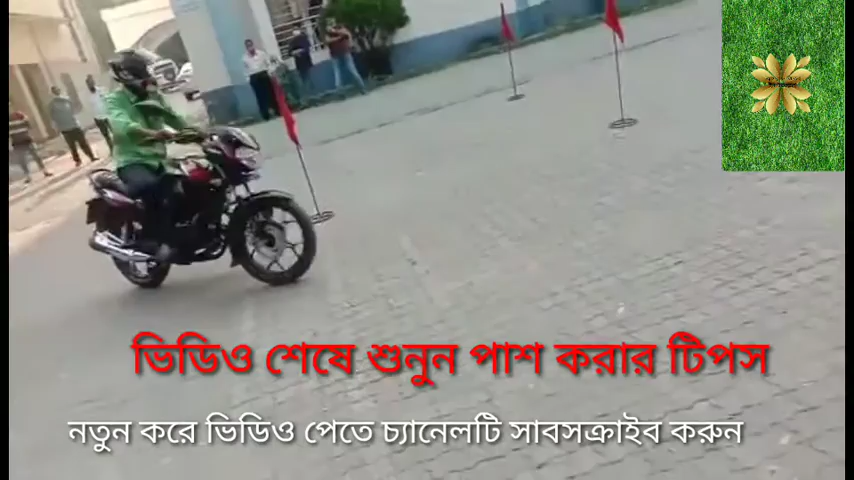 ভিডিও শেষে শুনুন পাশ করার টিপস
নতুন করে ভিডিও পেতে চ্যানেলটি সাবসক্রাইব করুন